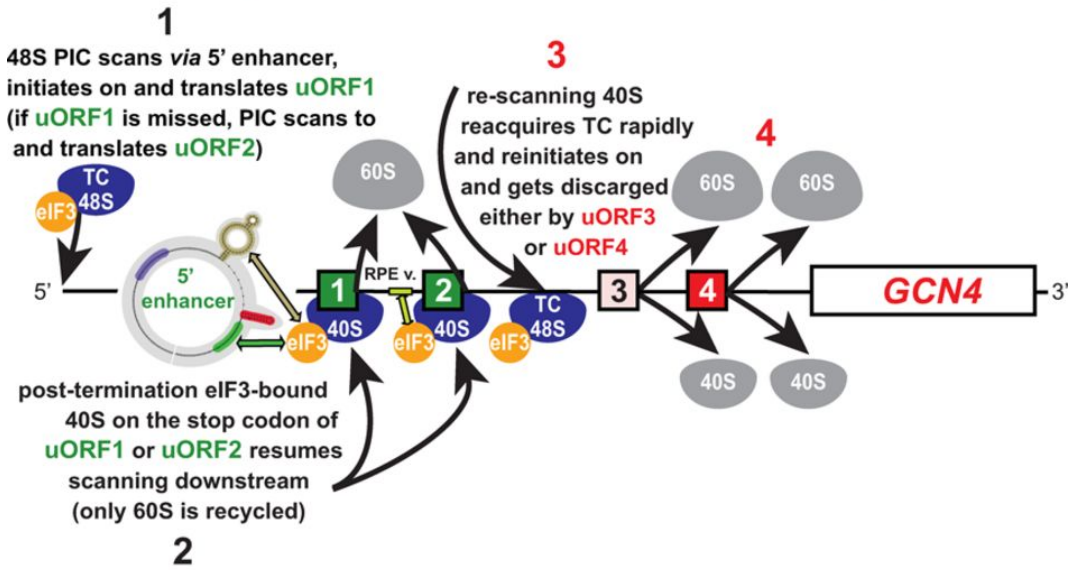 1
48S PIC scans via 5' enhancer,
initiates on and translates uORF1
(if uORF1 is missed, PIC scans to
and translates uORF2)
TC
48S
eIF3
3
re-scanning 40S
reacquires TC rapidly
and reinitiates on
and gets discarged
either by uORF3
or uORF4
4
60S
60S
60S
5'
5'
enhancer
1
RPE v.
2
3
4
GCN4
3'
40S
eIF3
40S
eIF3
TC
48S
eIF3
40S
40S
post-termination eIF3-bound
40S on the stop codon of
uORF1 or uORF2 resumes
scanning downstream
(only 60S is recycled)
2